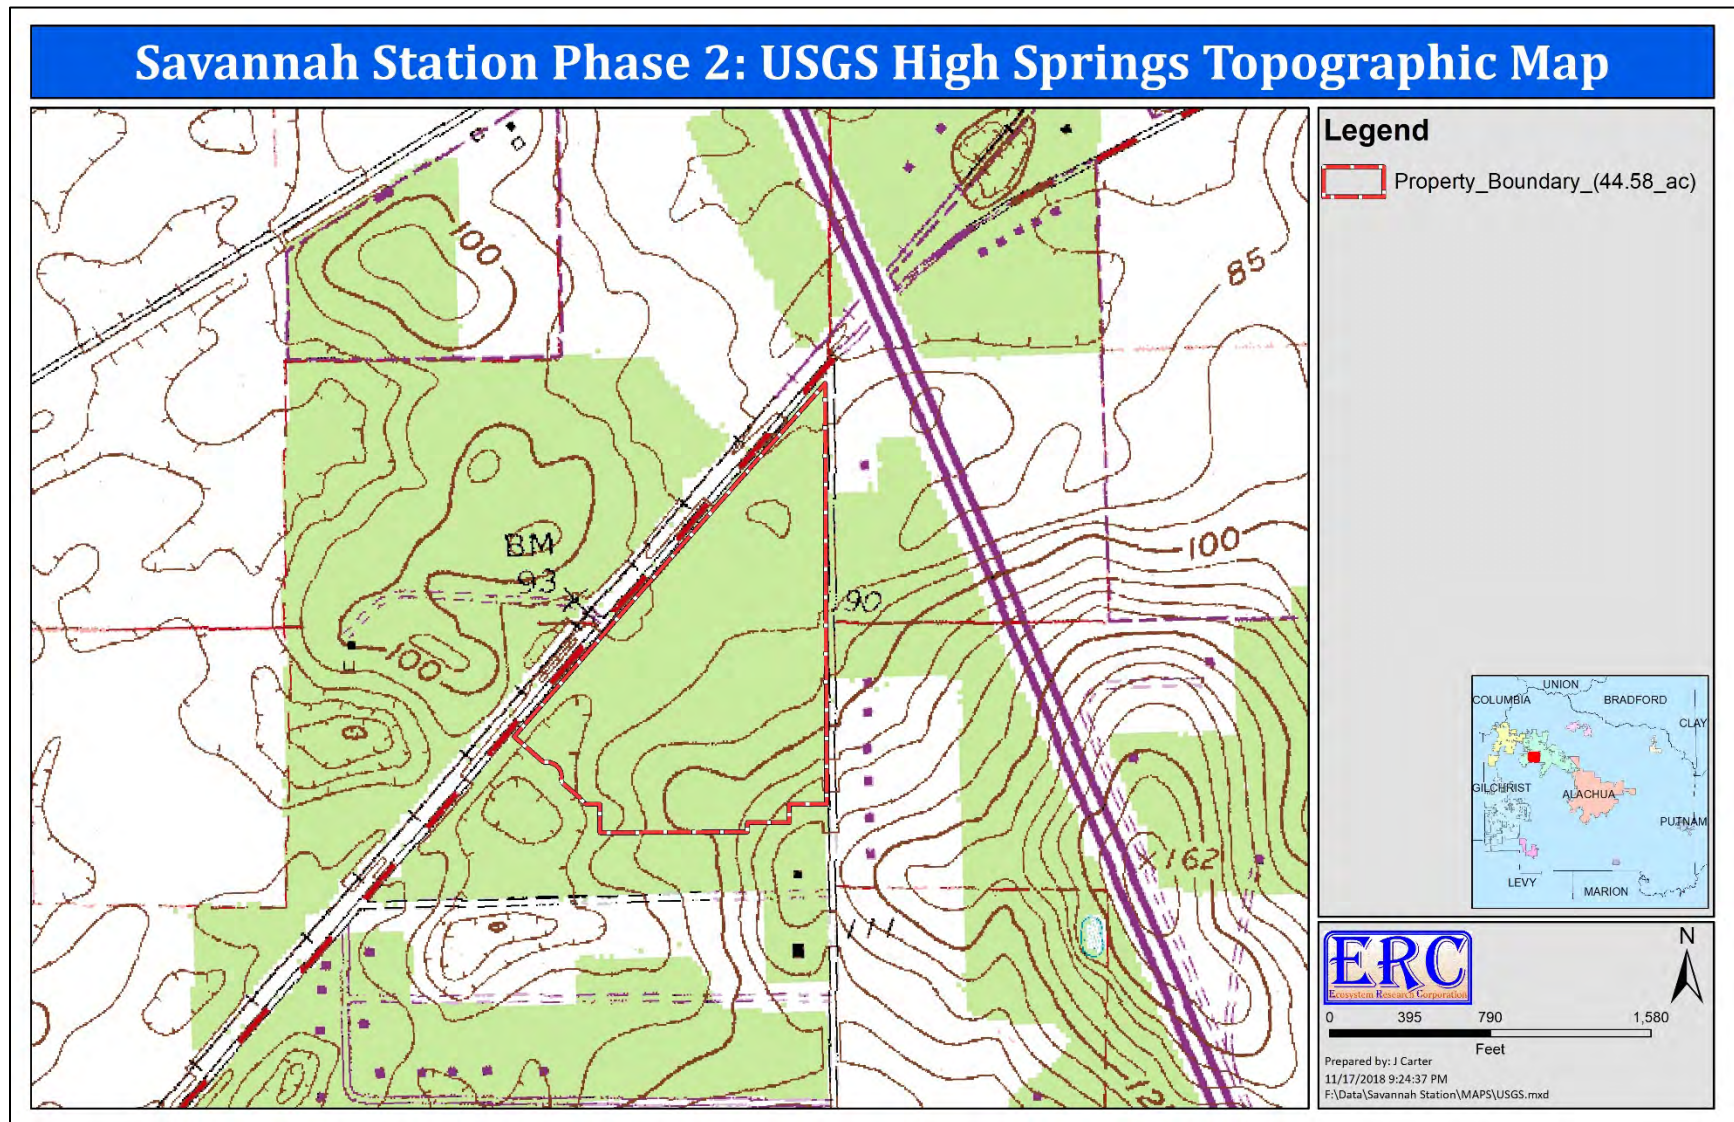 Savannah Station Phase 2: USGS High Springs Topographic Map
100
85
BM
93
100
90
100
162
111
Legend
Property_Boundary_(44.58_ac)
UNION
COLUMBIA
BRADFORD
CLAY
GILCHRIST
ALACHUA
PUTNAM
LEVY
MARION
ERC
Ecosystem Research Corporation
N
0 395 790 1,580
Feet
Prepared by: J Carter
11/17/2018 9:24:37 PM
F:\Data\Savannah Station\MAPS\USGS.mxd